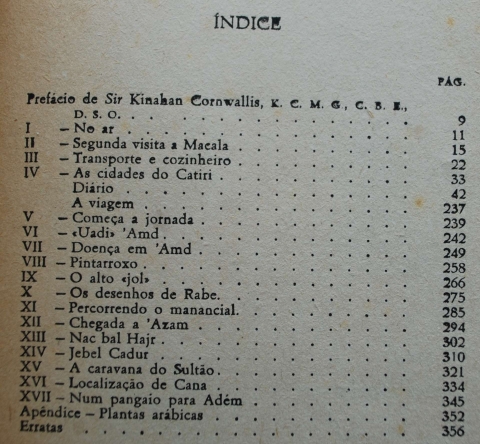 ÍNDICE
PÁG.
Prefácio de Sir Kinahan Cornwallis, K. C. M. G., C. B. E.,
D. S. O. . . . . . . . . . . . . 9
I — No ar . . . . . . . . . . . . 11
II — Segunda visita a Macala . . . . . . . 15
III — Transporte e cozinheiro . . . . . . . 22
IV — As cidades do Catiri . . . . . . . . 33
Diário . . . . . . . . . . . . 42
A viagem . . . . . . . . . . . 237
V — Começa a jornada . . . . . . . . . 239
VI — «Uadi» 'Amd . . . . . . . . . . 242
VII — Doença em 'Amd . . . . . . . . . 249
VIII — Pintarroxo . . . . . . . . . . . 258
IX — O alto «jol» . . . . . . . . . . 266
X — Os desenhos de Rabe. . . . . . . . 275
XI — Percorrendo o manancial. . . . . . . 285
XII — Chegada a 'Azam . . . . . . . . . 294
XIII — Nac bal Hajr . . . . . . . . . . 302
XIV — Jebel Cadur . . . . . . . . . . 310
XV — A caravana do Sultão . . . . . . . . 321
XVI — Localização de Cana . . . . . . . . 334
XVII — Num pangaio para Adém . . . . . . . 345
Apêndice — Plantas arábicas . . . . . . . . 352
Erratas . . . . . . . . . . . . . . 356